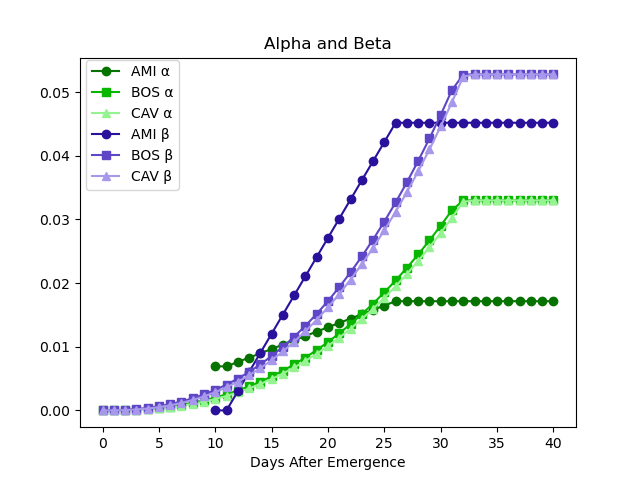 Alpha and Beta
AMI α
BOS α
CAV α
AMI β
BOS β
CAV β
0.05
0.04
0.03
0.02
0.01
0.00
0 5 10 15 20 25 30 35 40
Days After Emergence